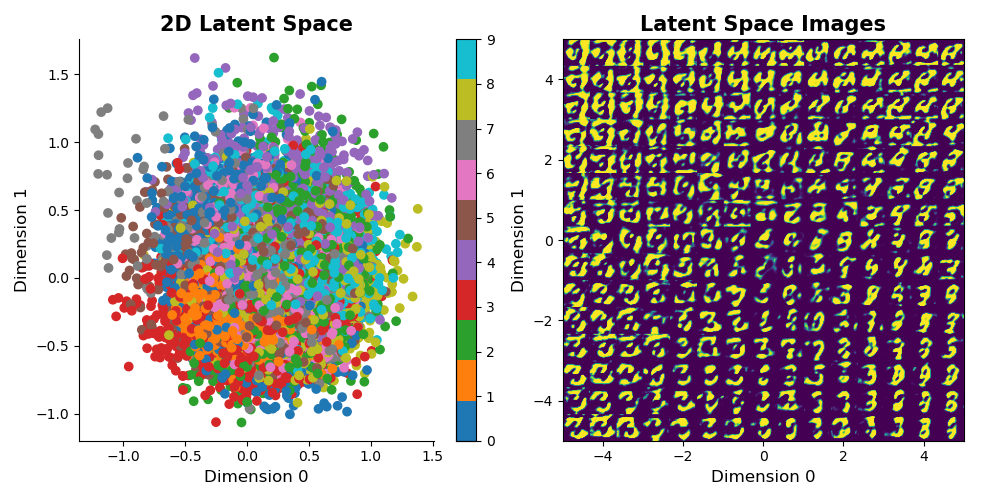 2D Latent Space
Latent Space Images
1.5
1.0
0.5
0.0
−0.5
−1.0
Dimension 1
−1.0 −0.5 0.0 0.5 1.0 1.5
Dimension 0
9
8
7
6
5
4
3
2
1
0
4
2
0
−2
−4
Dimension 1
−4 −2 0 2 4
Dimension 0